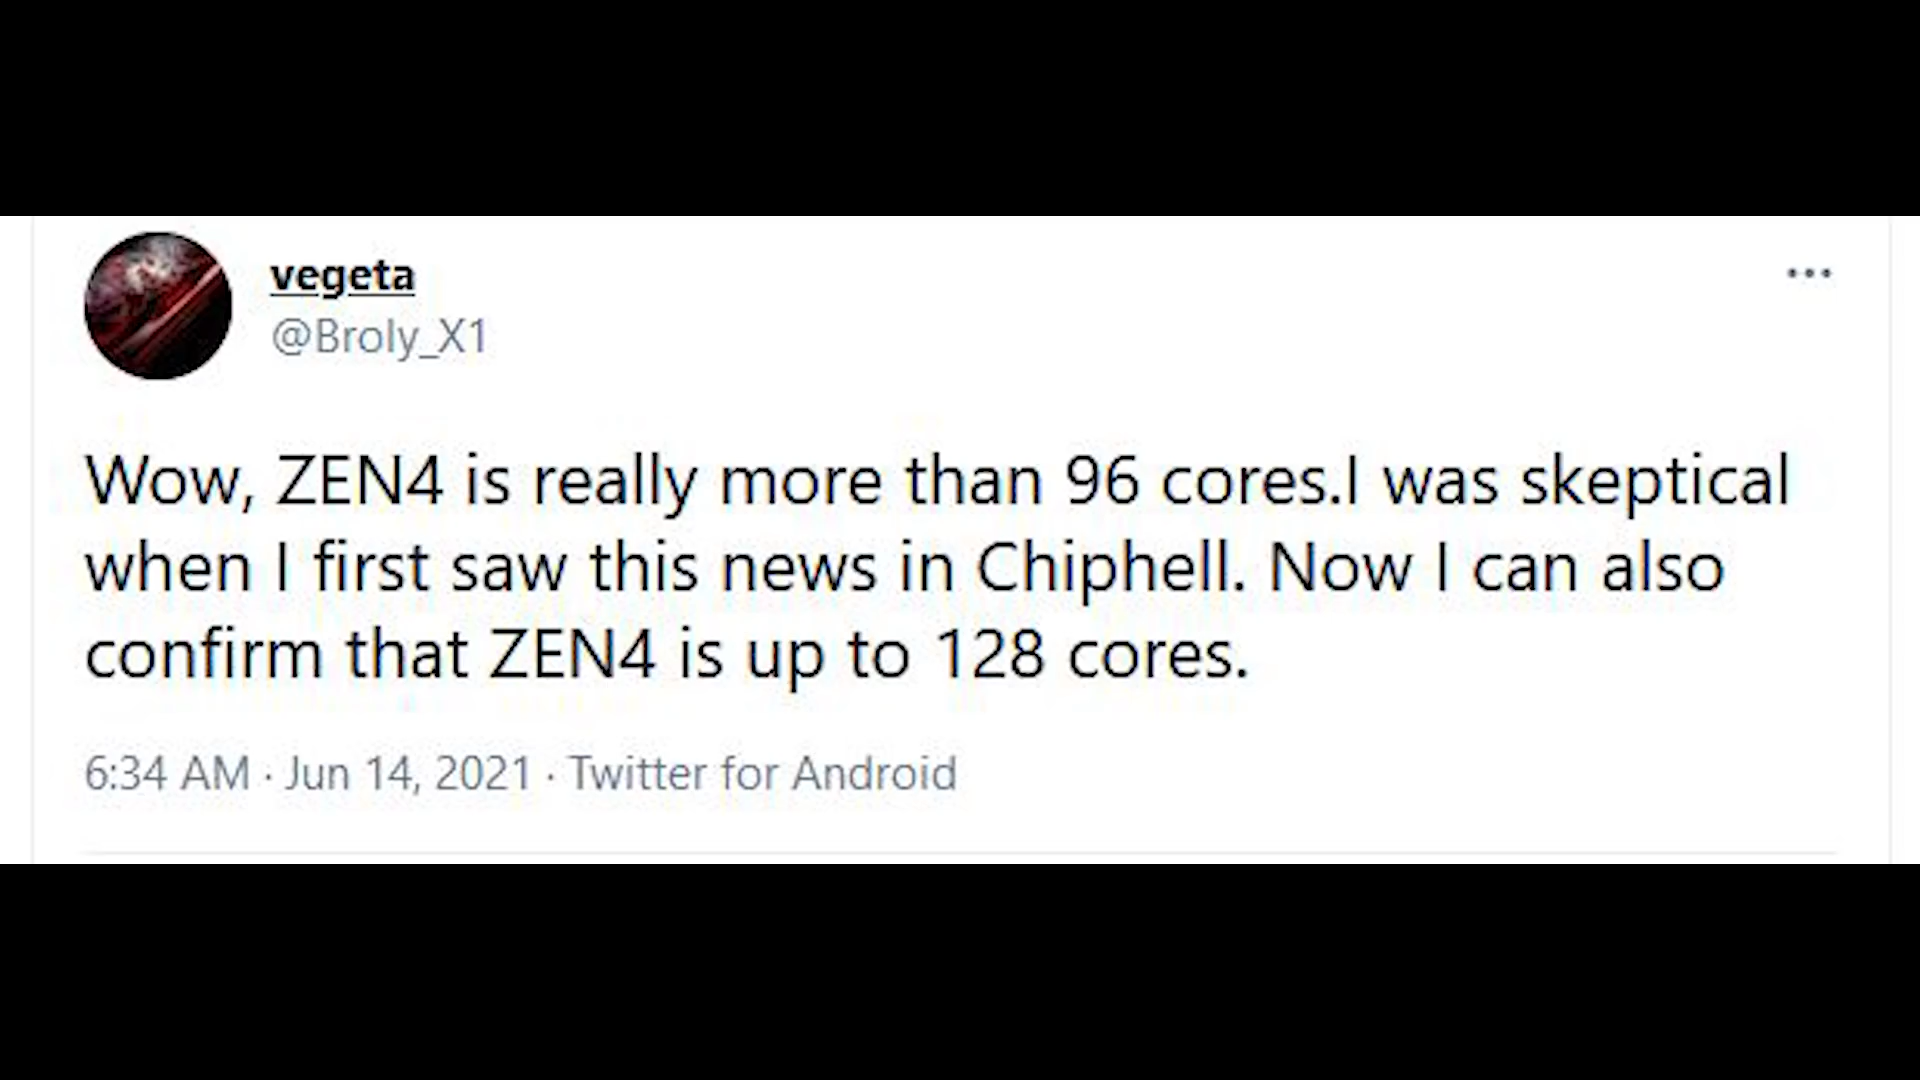 vegeta
@Broly_X1
Wow, ZEN4 is really more than 96 cores.I was skeptical
when I first saw this news in Chiphell. Now I can also
confirm that ZEN4 is up to 128 cores.
6:34 AM · Jun 14, 2021 · Twitter for Android